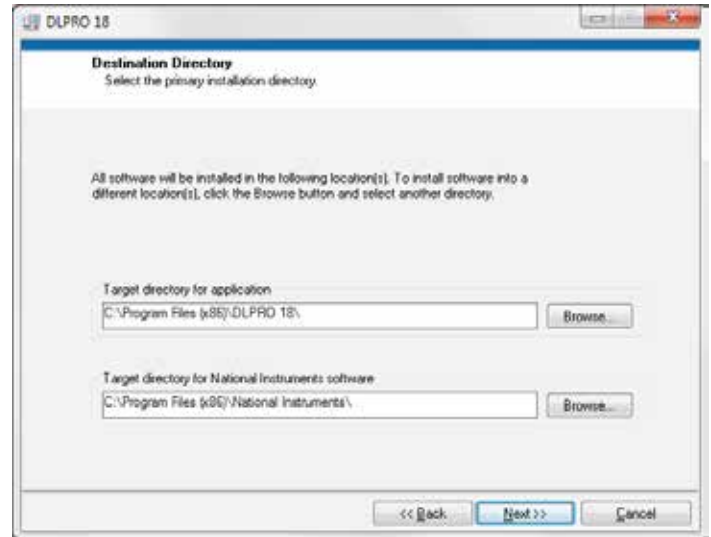 DLPRO 18
Destination Directory
Select the primary installation directory.
All software will be installed in the following location(s). To install software into a
different location(s), click the Browse button and select another directory.
Target directory for application
C:\Program Files (x86)\DLPRO 18\
Browse...
Target directory for National Instruments software
C:\Program Files (x86)\National Instruments\
Browse...
<< Back
Next >>
Cancel